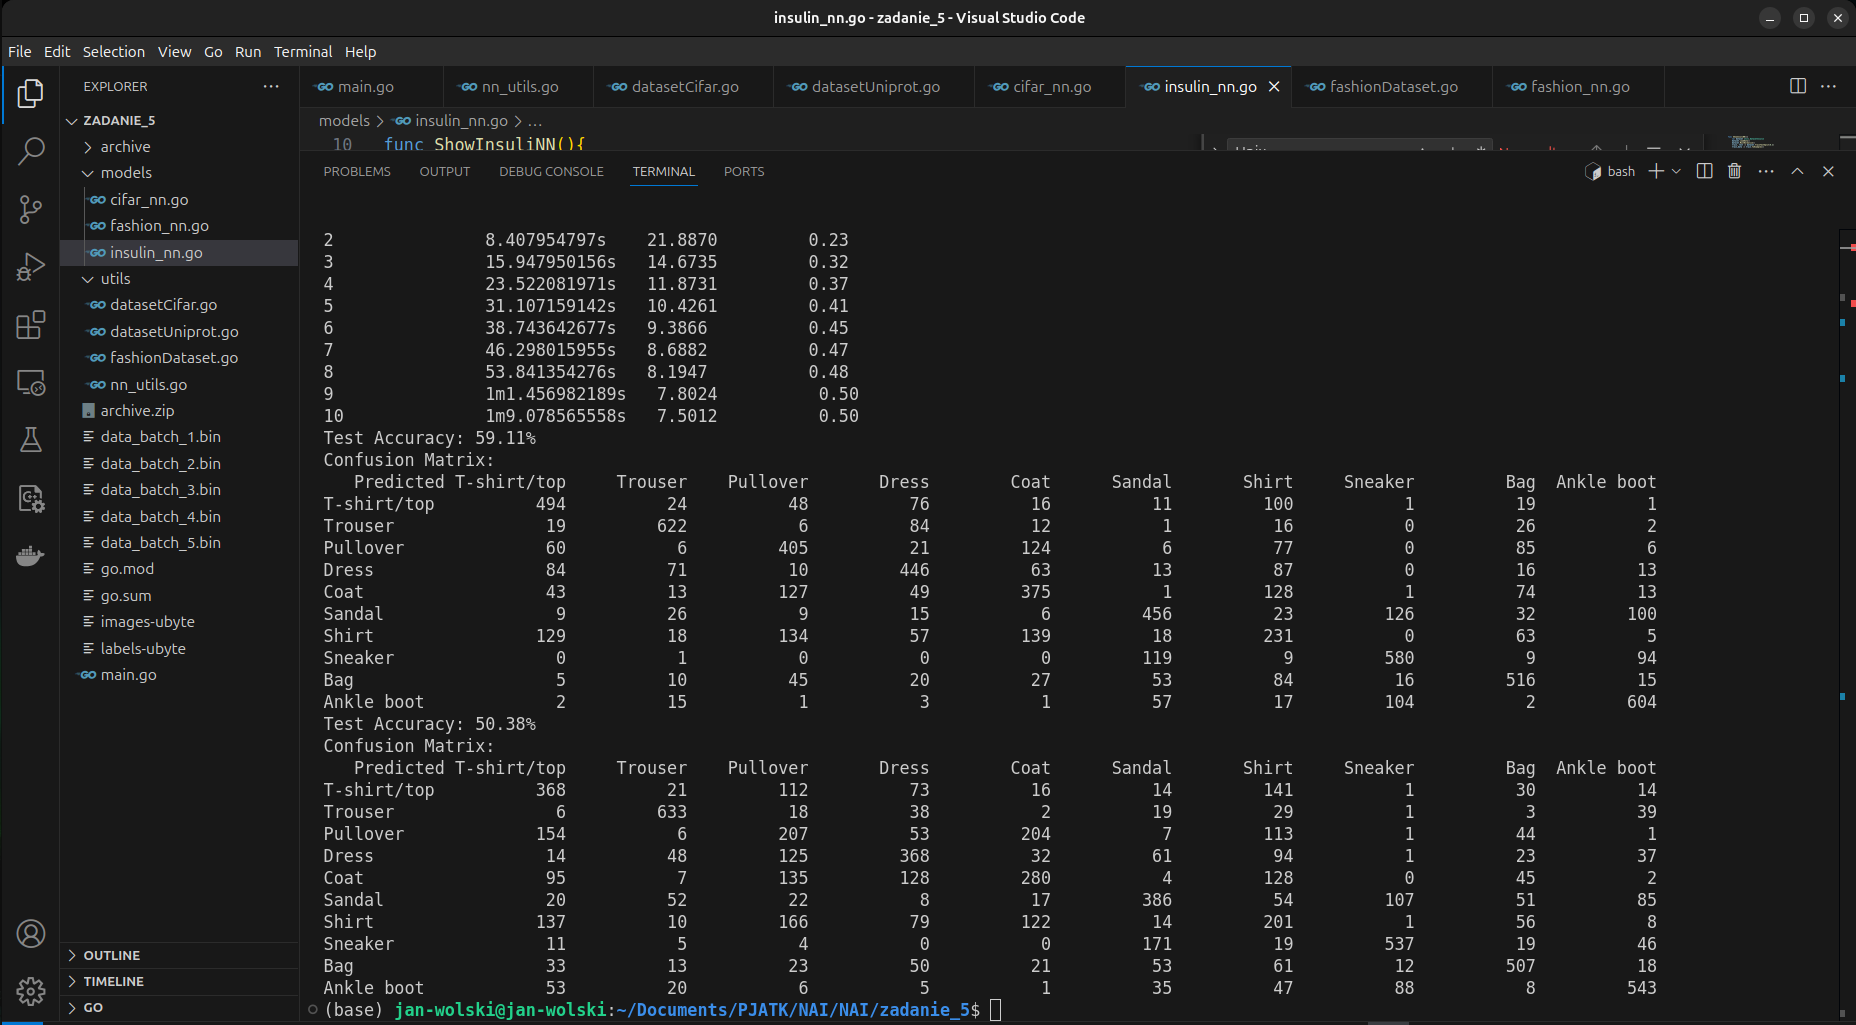 insulin_nn.go - zadanie_5 - Visual Studio Code
File Edit Selection View Go Run Terminal Help
EXPLORER
main.go nn_utils.go datasetCifar.go datasetUniprot.go cifar_nn.go insulin_nn.go fashionDataset.go fashion_nn.go
ZADANIE_5
archive
models
cifar_nn.go
fashion_nn.go
insulin_nn.go
utils
datasetCifar.go
datasetUniprot.go
fashionDataset.go
nn_utils.go
archive.zip
data_batch_1.bin
data_batch_2.bin
data_batch_3.bin
data_batch_4.bin
data_batch_5.bin
go.mod
go.sum
images-ubyte
labels-ubyte
main.go
OUTLINE
TIMELINE
GO
models > insulin_nn.go > ...
10 func ShowInsuliNN(){
PROBLEMS OUTPUT DEBUG CONSOLE TERMINAL PORTS
bash
2 8.407954797s 21.8870 0.23
3 15.947950156s 14.6735 0.32
4 23.522081971s 11.8731 0.37
5 31.107159142s 10.4261 0.41
6 38.743642677s 9.3866 0.45
7 46.298015955s 8.6882 0.47
8 53.841354276s 8.1947 0.48
9 1m1.456982189s 7.8024 0.50
10 1m9.078565558s 7.5012 0.50
Test Accuracy: 59.11%
Confusion Matrix:
Predicted T-shirt/top Trouser Pullover Dress Coat Sandal Shirt Sneaker Bag Ankle boot
T-shirt/top 494 24 48 76 16 11 100 1 19 1
Trouser 19 622 6 84 12 1 16 0 26 2
Pullover 60 6 405 21 124 6 77 0 85 6
Dress 84 71 10 446 63 13 87 0 16 13
Coat 43 13 127 49 375 1 128 1 74 13
Sandal 9 26 9 15 6 456 23 126 32 100
Shirt 129 18 134 57 139 18 231 0 63 5
Sneaker 0 1 0 0 0 119 9 580 9 94
Bag 5 10 45 20 27 53 84 16 516 15
Ankle boot 2 15 1 3 1 57 17 104 2 604
Test Accuracy: 50.38%
Confusion Matrix:
Predicted T-shirt/top Trouser Pullover Dress Coat Sandal Shirt Sneaker Bag Ankle boot
T-shirt/top 368 21 112 73 16 14 141 1 30 14
Trouser 6 633 18 38 2 19 29 1 3 39
Pullover 154 6 207 53 204 7 113 1 44 1
Dress 14 48 125 368 32 61 94 1 23 37
Coat 95 7 135 128 280 4 128 0 45 2
Sandal 20 52 22 8 17 386 54 107 51 85
Shirt 137 10 166 79 122 14 201 1 56 8
Sneaker 11 5 4 0 0 171 19 537 19 46
Bag 33 13 23 50 21 53 61 12 507 18
Ankle boot 53 20 6 5 1 35 47 88 8 543
(base) jan-wolski@jan-wolski:~/Documents/PJATK/NAI/NAI/zadanie_5$